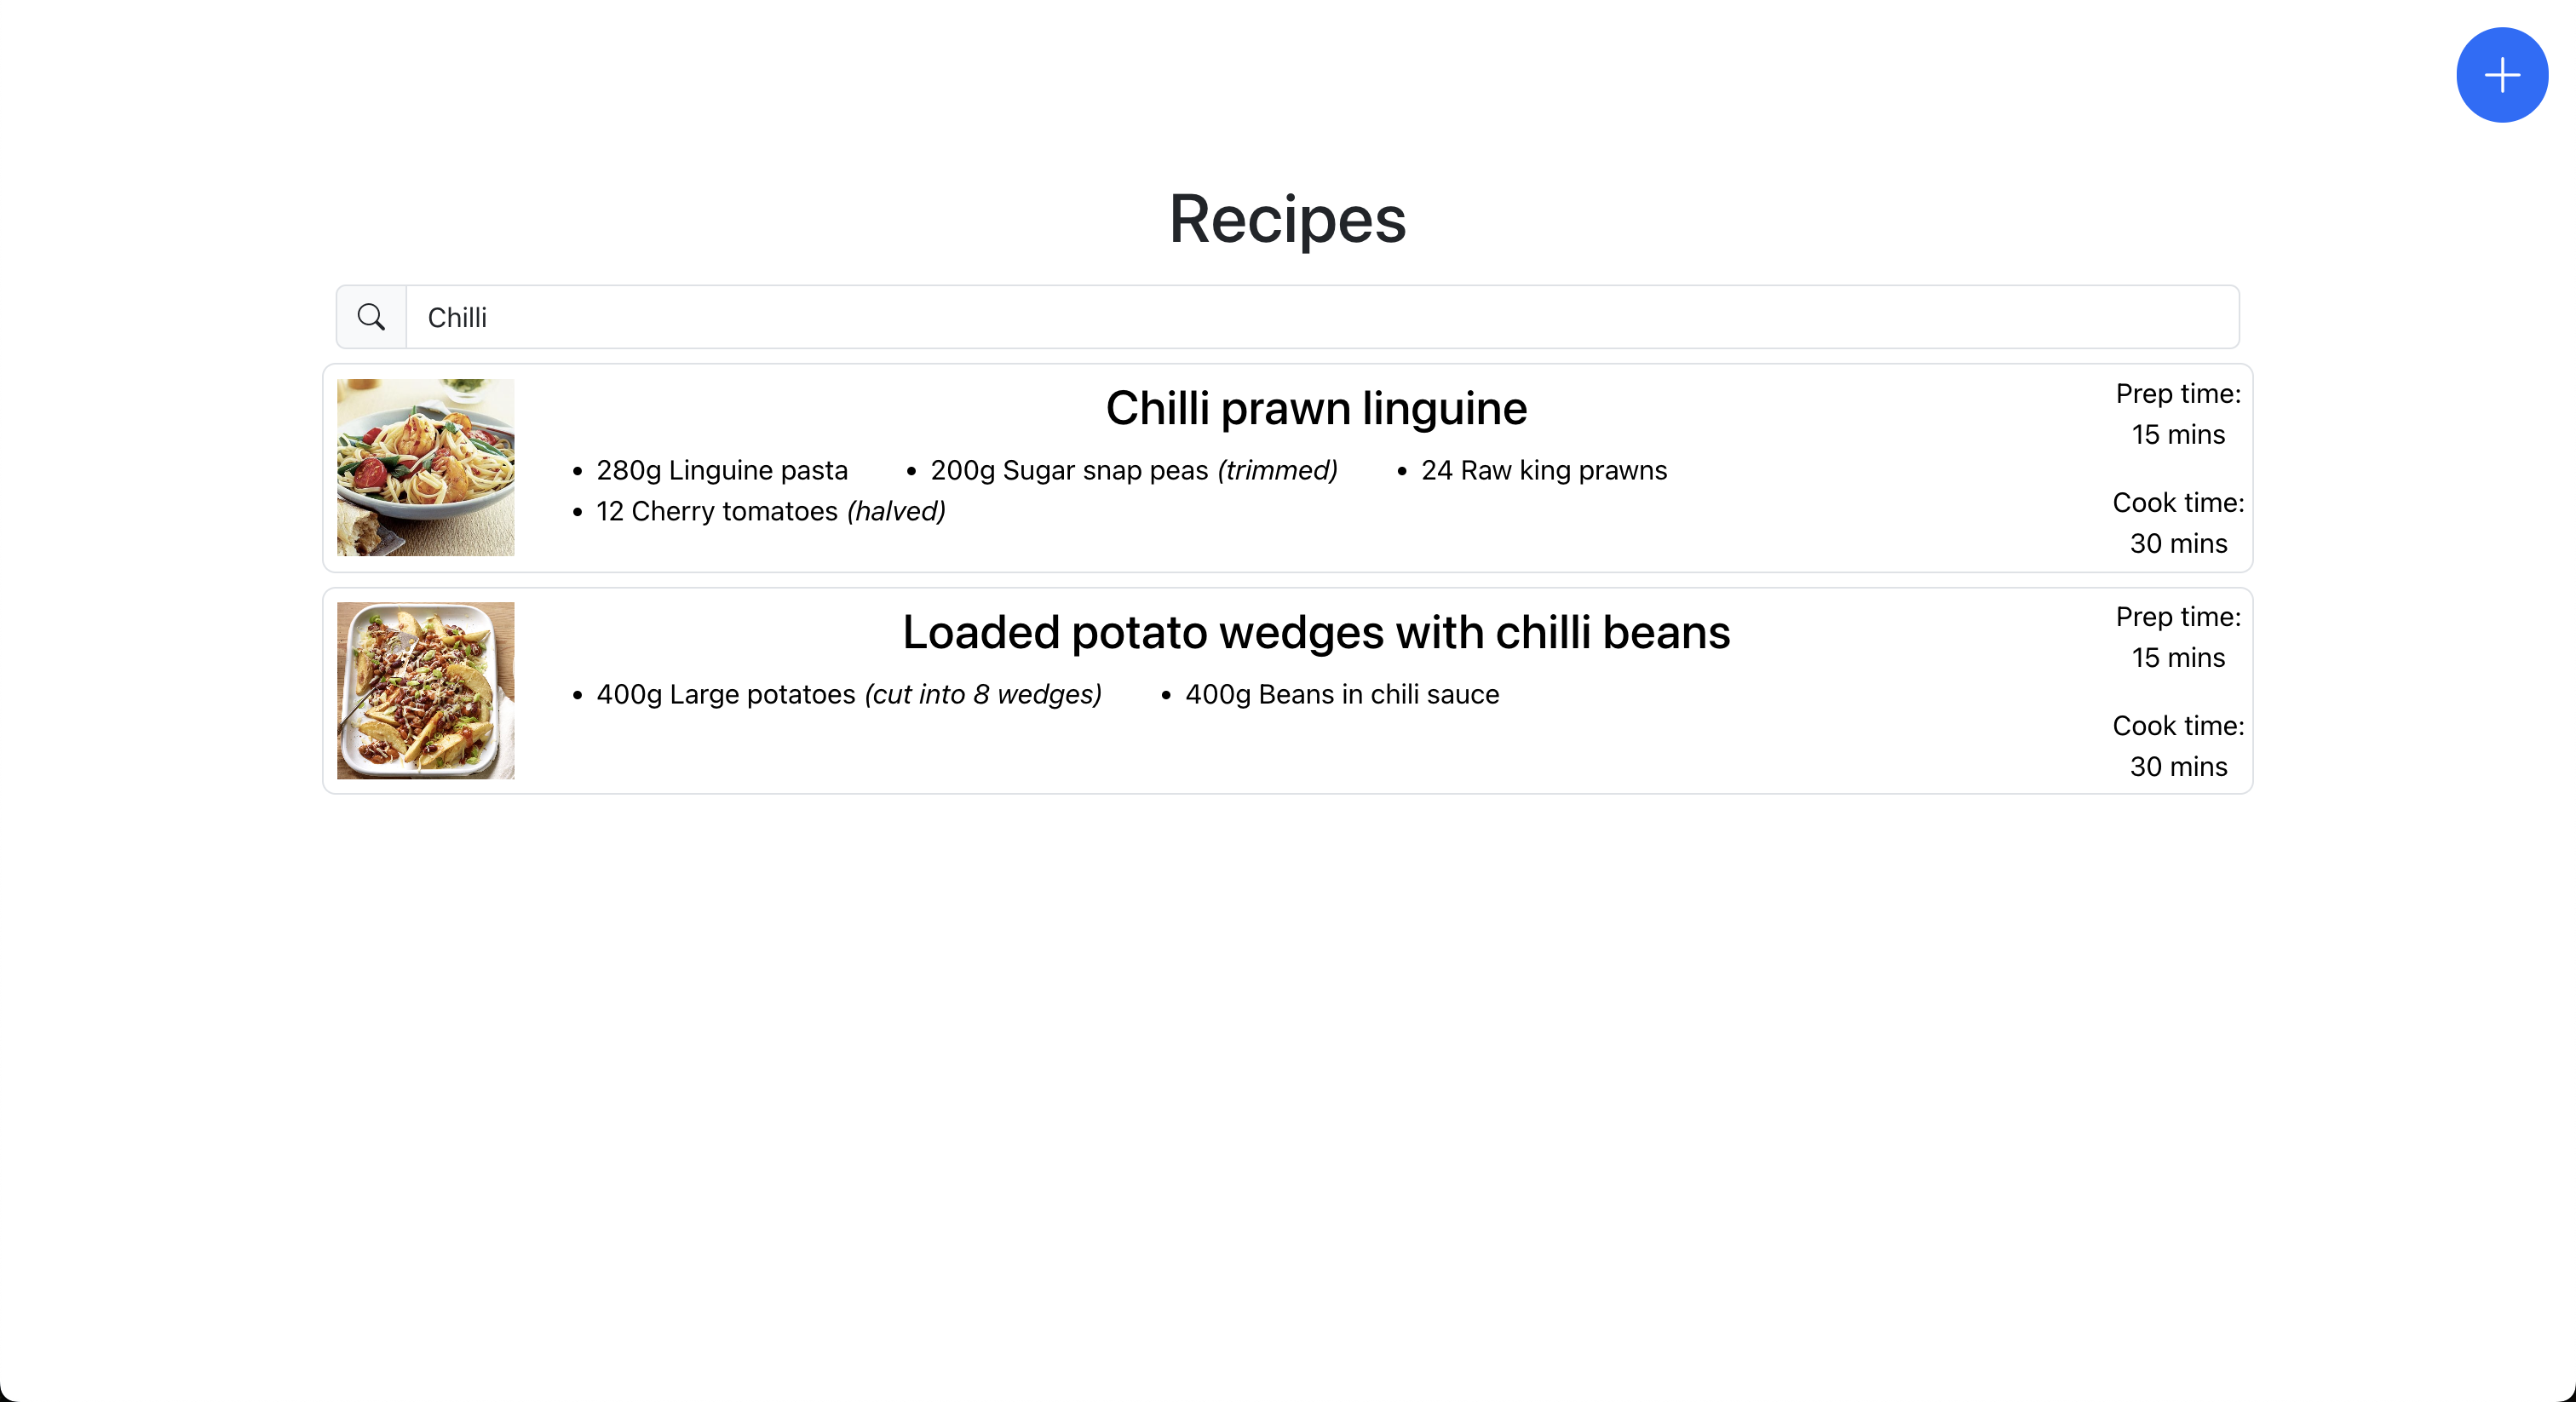 Recipes
Chilli
Chilli prawn linguine
• 280g Linguine pasta • 200g Sugar snap peas (trimmed) • 24 Raw king prawns
• 12 Cherry tomatoes (halved)
Prep time:
15 mins
Cook time:
30 mins
Loaded potato wedges with chilli beans
• 400g Large potatoes (cut into 8 wedges) • 400g Beans in chili sauce
Prep time:
15 mins
Cook time:
30 mins